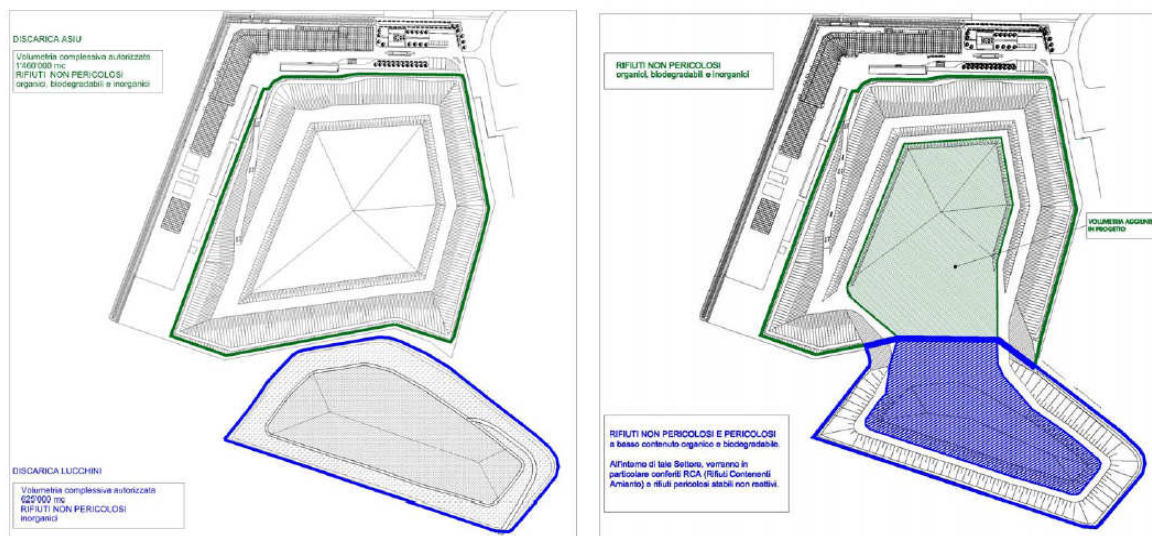 DISCARICA ASIU
Volumetria complessiva autorizzata
1'460'000 mc
RIFIUTI NON PERICOLOSI
organici, biodegradabili e inorganici
DISCARICA LUCCHINI
Volumetria complessiva autorizzata
625'000 mc
RIFIUTI NON PERICOLOSI
inorganici
RIFIUTI NON PERICOLOSI
organici, biodegradabili e inorganici
VOLUMETRIA
IN PROGETTO
RIFIUTI NON PERICOLOSI E PERICOLOSI
a basso contenuto organico e biodegradabile.
All'interno di tale Settore, verranno in
particolare conferiti RCA (Rifiuti Contenenti
Amianto) e rifiuti pericolosi stabili non reattivi.